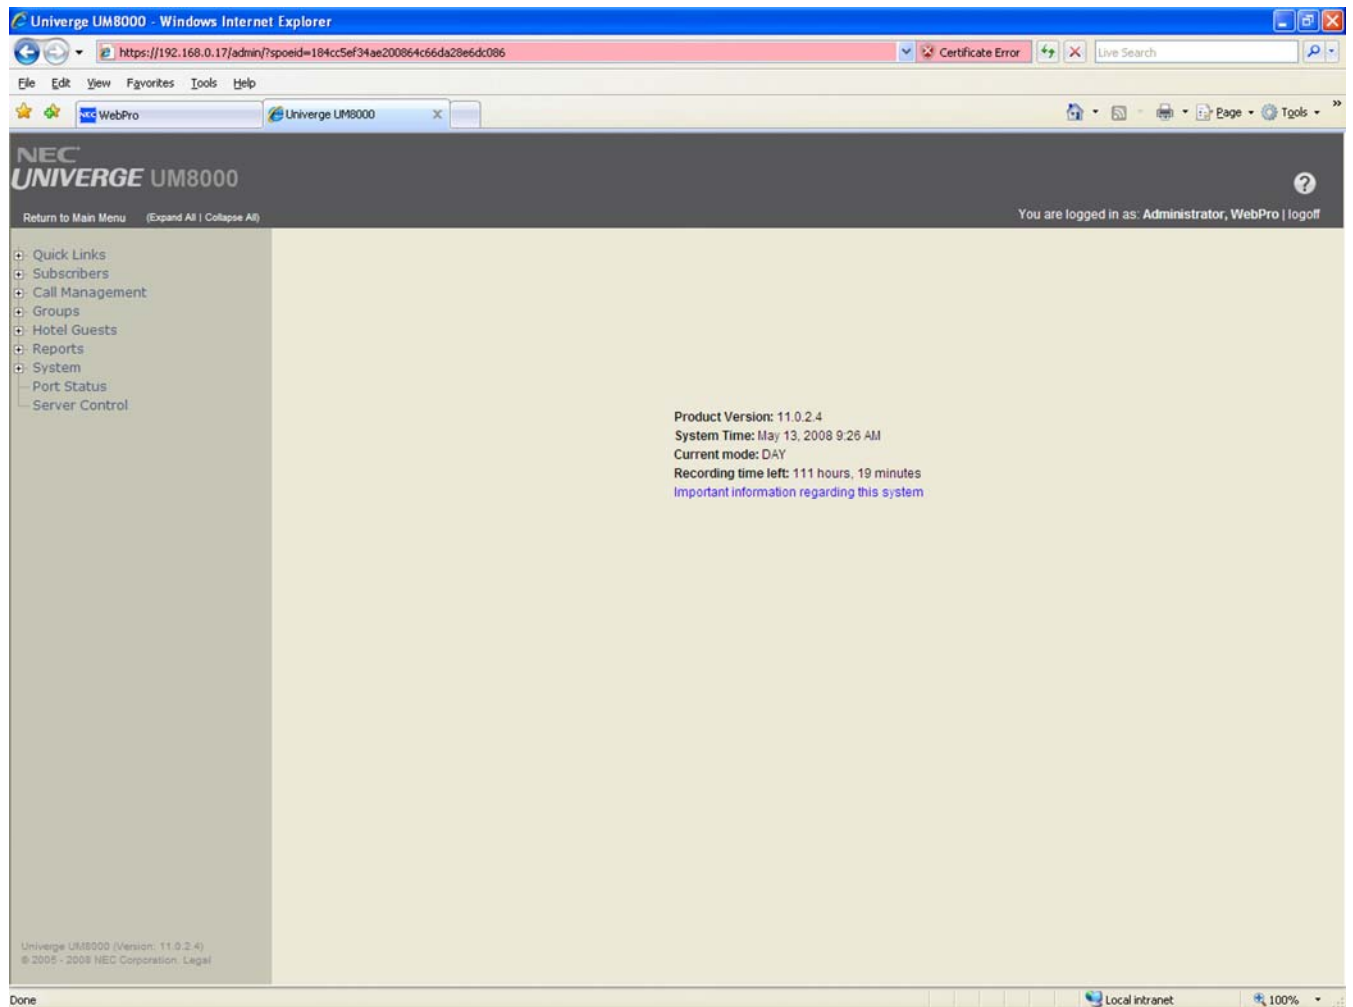 Univerge UM8000 - Windows Internet Explorer
https://192.168.0.17/admin/?spoeid=184cc5ef34ae200864c66da28e6dc086
Certificate Error
Live Search
File Edit View Favorites Tools Help
NEC WebPro
Univerge UM8000
Page
Tools
NEC
UNIVERGE UM8000
Return to Main Menu (Expand All | Collapse All)
You are logged in as: Administrator, WebPro | logoff
Quick Links
Subscribers
Call Management
Groups
Hotel Guests
Reports
System
Port Status
Server Control
Product Version: 11.0.2.4
System Time: May 13, 2008 9:26 AM
Current mode: DAY
Recording time left: 111 hours, 19 minutes
Important information regarding this system
Univerge UM8000 (Version: 11.0.2.4)
© 2005 - 2008 NEC Corporation. Legal
Done
Local intranet
100%